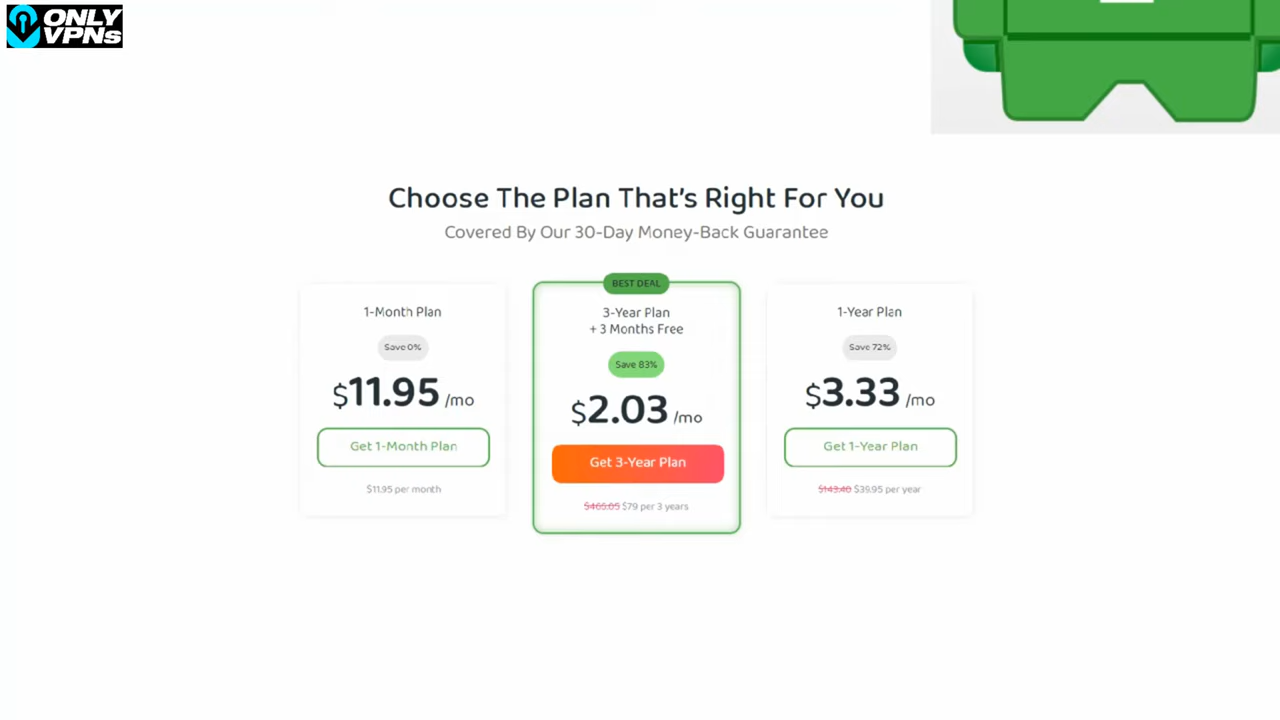 ONLY
VPNs
Choose The Plan That's Right For You
Covered By Our 30-Day Money-Back Guarantee
1-Month Plan
Save 0%
$11.95 /mo
Get 1-Month Plan
$11.95 per month
BEST DEAL
3-Year Plan
+ 3 Months Free
Save 83%
$2.03 /mo
Get 3-Year Plan
$466.05 $79 per 3 years
1-Year Plan
Save 72%
$3.33 /mo
Get 1-Year Plan
$143.40 $39.95 per year